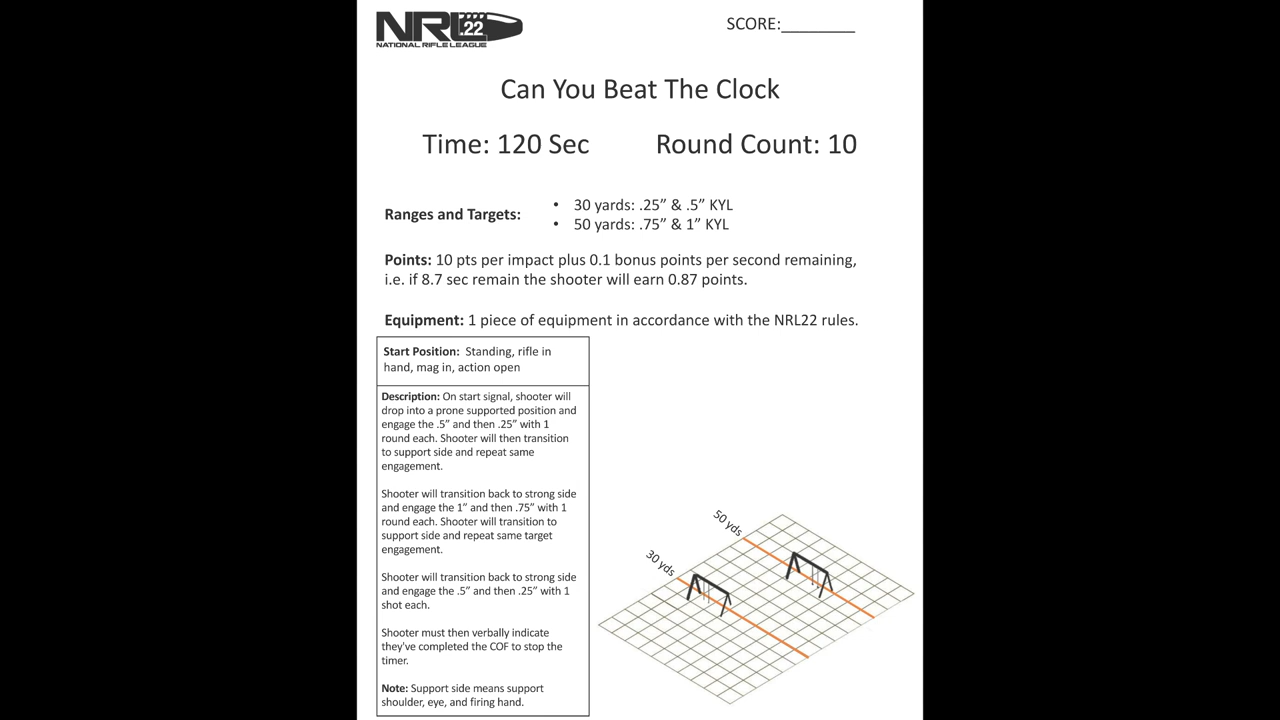 NRL.22
NATIONAL RIFLE LEAGUE
SCORE:_________
Can You Beat The Clock
Time: 120 Sec Round Count: 10
Ranges and Targets:
• 30 yards: .25” & .5” KYL
• 50 yards: .75” & 1” KYL
Points: 10 pts per impact plus 0.1 bonus points per second remaining,
i.e. if 8.7 sec remain the shooter will earn 0.87 points.
Equipment: 1 piece of equipment in accordance with the NRL22 rules.
Start Position: Standing, rifle in
hand, mag in, action open
Description: On start signal, shooter will
drop into a prone supported position and
engage the .5” and then .25” with 1
round each. Shooter will then transition
to support side and repeat same
engagement.
Shooter will transition back to strong side
and engage the 1” and then .75” with 1
round each. Shooter will transition to
support side and repeat same target
engagement.
Shooter will transition back to strong side
and engage the .5” and then .25” with 1
shot each.
Shooter must then verbally indicate
they've completed the COF to stop the
timer.
Note: Support side means support
shoulder, eye, and firing hand.
50 yds
30 yds